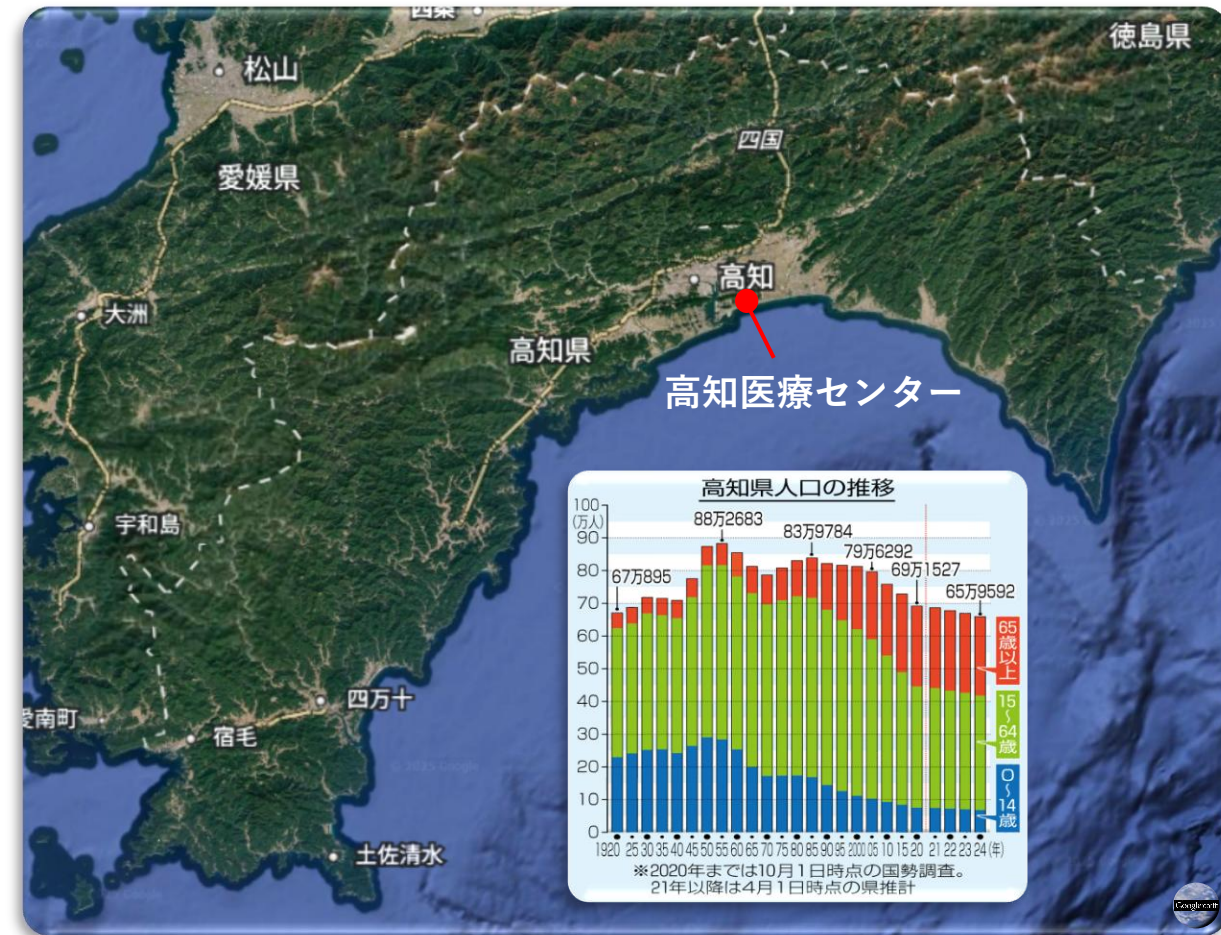 徳島県
松山
四国
愛媛県
高知
大洲
高知県
高知医療センター
宇和島
四万十
宿毛
土佐清水
高知県人口の推移
100
(万人)
90
80
70
60
50
40
30
20
10
0
67万895
88万2683
83万9784
79万6292
69万1527
65万9592
65歳以上
15~64歳
0~14歳
1920 25 30 35 40 45 50 55 60 65 70 75 80 85 90 95 2000 05 10 15 20 21 22 23 24(年)
※2020年までは10月1日時点の国勢調査。
21年以降は4月1日時点の県推計
Google earth